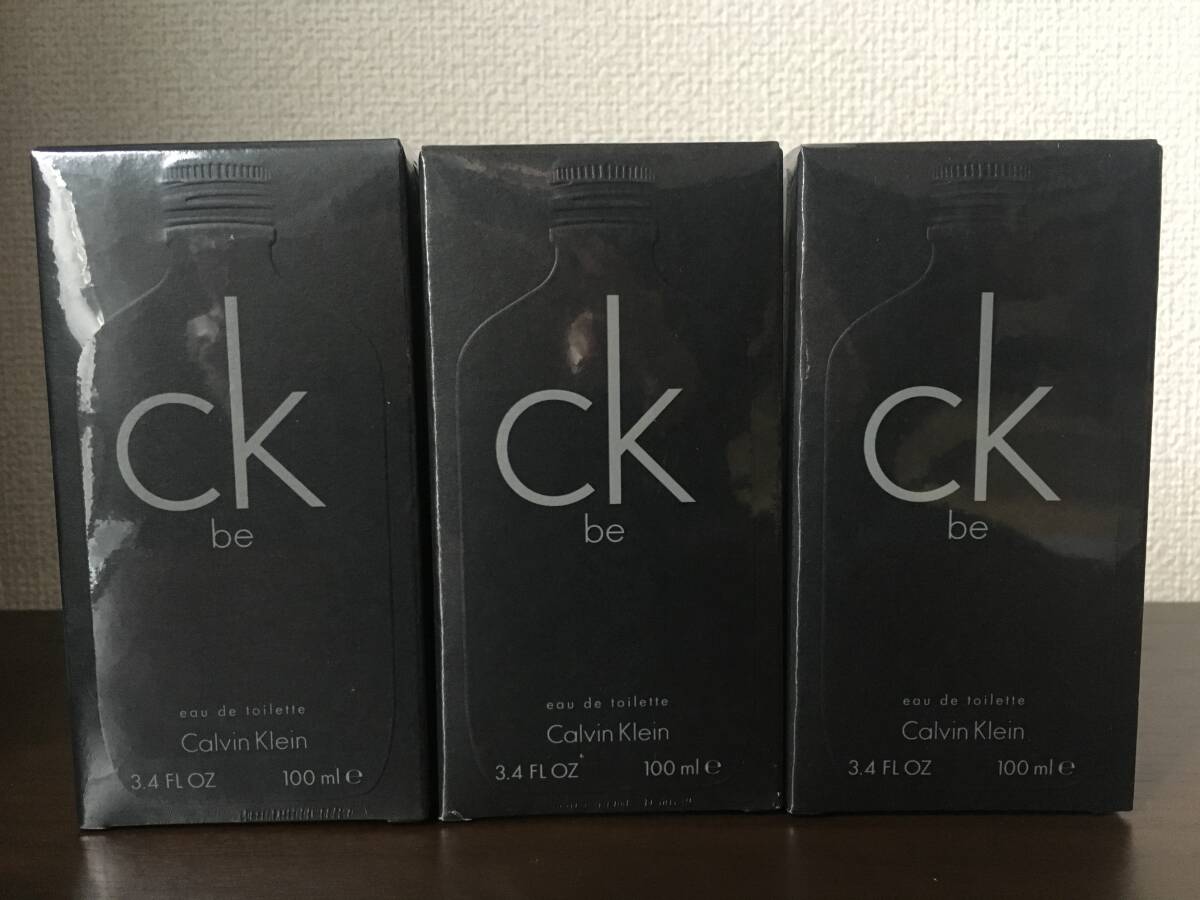 ck
be
eau de toilette
Calvin Klein
3.4 FL OZ 100 ml e
ck
be
eau de toilette
Calvin Klein
3.4 FL OZ 100 ml e
ck
be
eau de toilette
Calvin Klein
3.4 FL OZ 100 ml e